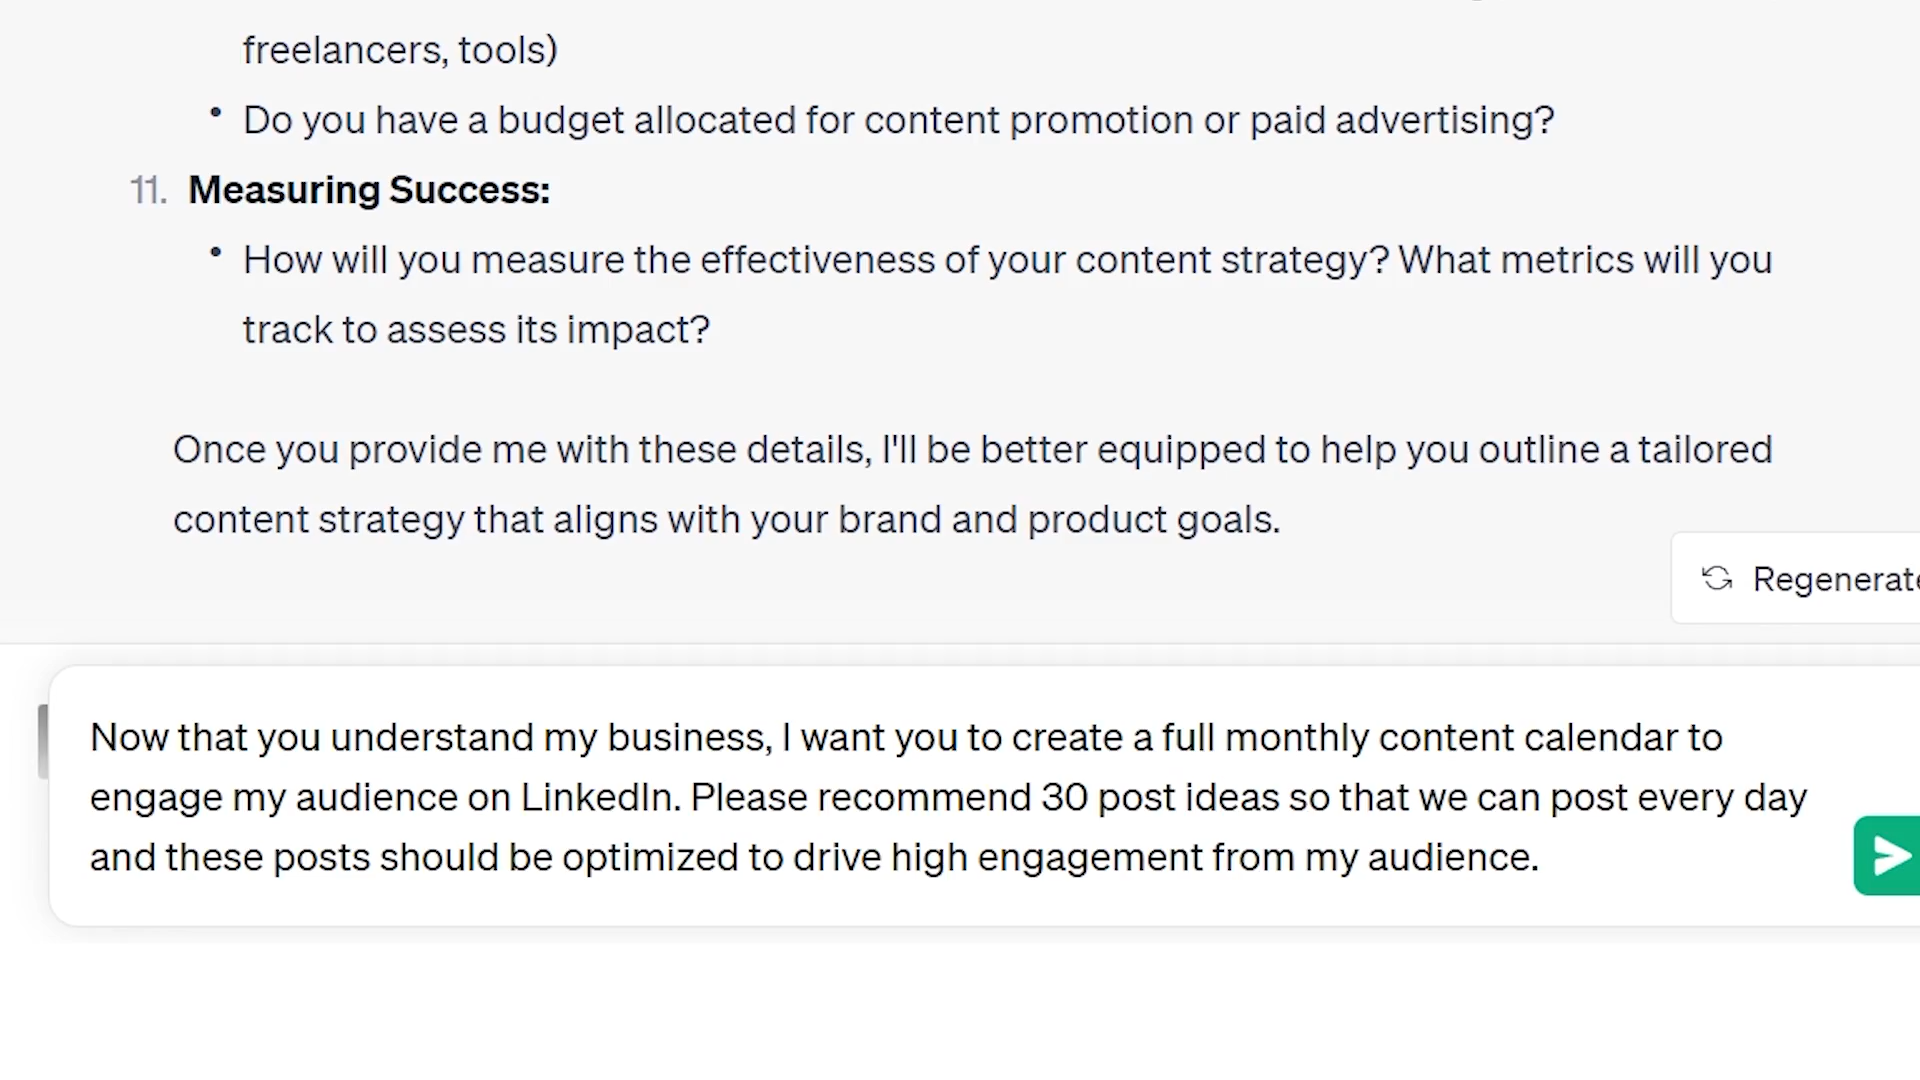 freelancers, tools)
• Do you have a budget allocated for content promotion or paid advertising?
11. Measuring Success:
• How will you measure the effectiveness of your content strategy? What metrics will you
track to assess its impact?
Once you provide me with these details, I'll be better equipped to help you outline a tailored
content strategy that aligns with your brand and product goals.
Regenerate
Now that you understand my business, I want you to create a full monthly content calendar to
engage my audience on LinkedIn. Please recommend 30 post ideas so that we can post every day
and these posts should be optimized to drive high engagement from my audience.